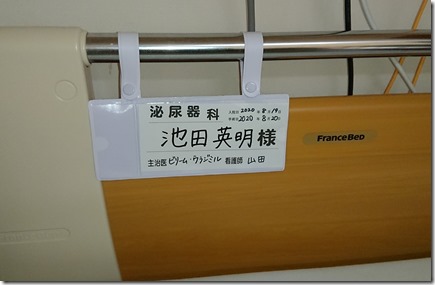 泌尿器科 入院日 2020年8月19日
手術日 2020年8月20日
池田英明様
主治医 ビリーム・ウラジミル 看護師 山田
FRANCEBED